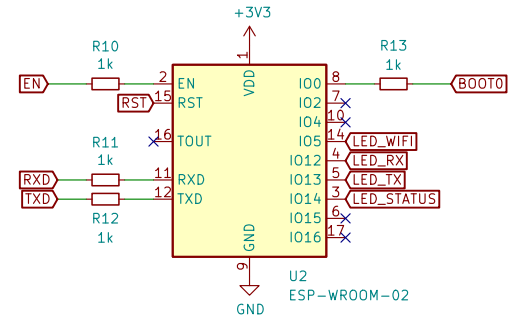 +3V3
R10
1k
R13
1k
1
VDD
EN
2
EN
IO0
8
BOOT0
RST
15
RST
IO2
7
IO4
10
16
TOUT
IO5
14
LED_WIFI
R11
1k
IO12
4
LED_RX
RXD
11
RXD
IO13
5
LED_TX
TXD
12
TXD
IO14
3
LED_STATUS
R12
1k
IO15
6
IO16
17
GND
9
U2
ESP-WROOM-02
GND